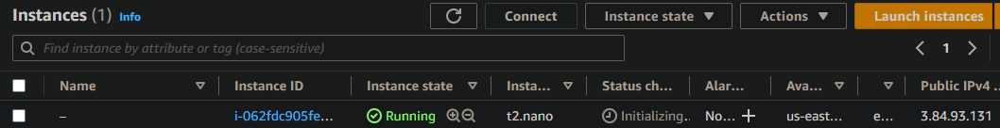 Instances (1) Info Connect Instance state Actions Launch instances
Find instance by attribute or tag (case-sensitive)
1
Name Instance ID Instance state Insta... Status ch... Alar... Ava... Public IPv4 ...
– i-062fdc905fe... Running t2.nano Initializing... No... + us-east... e... 3.84.93.131